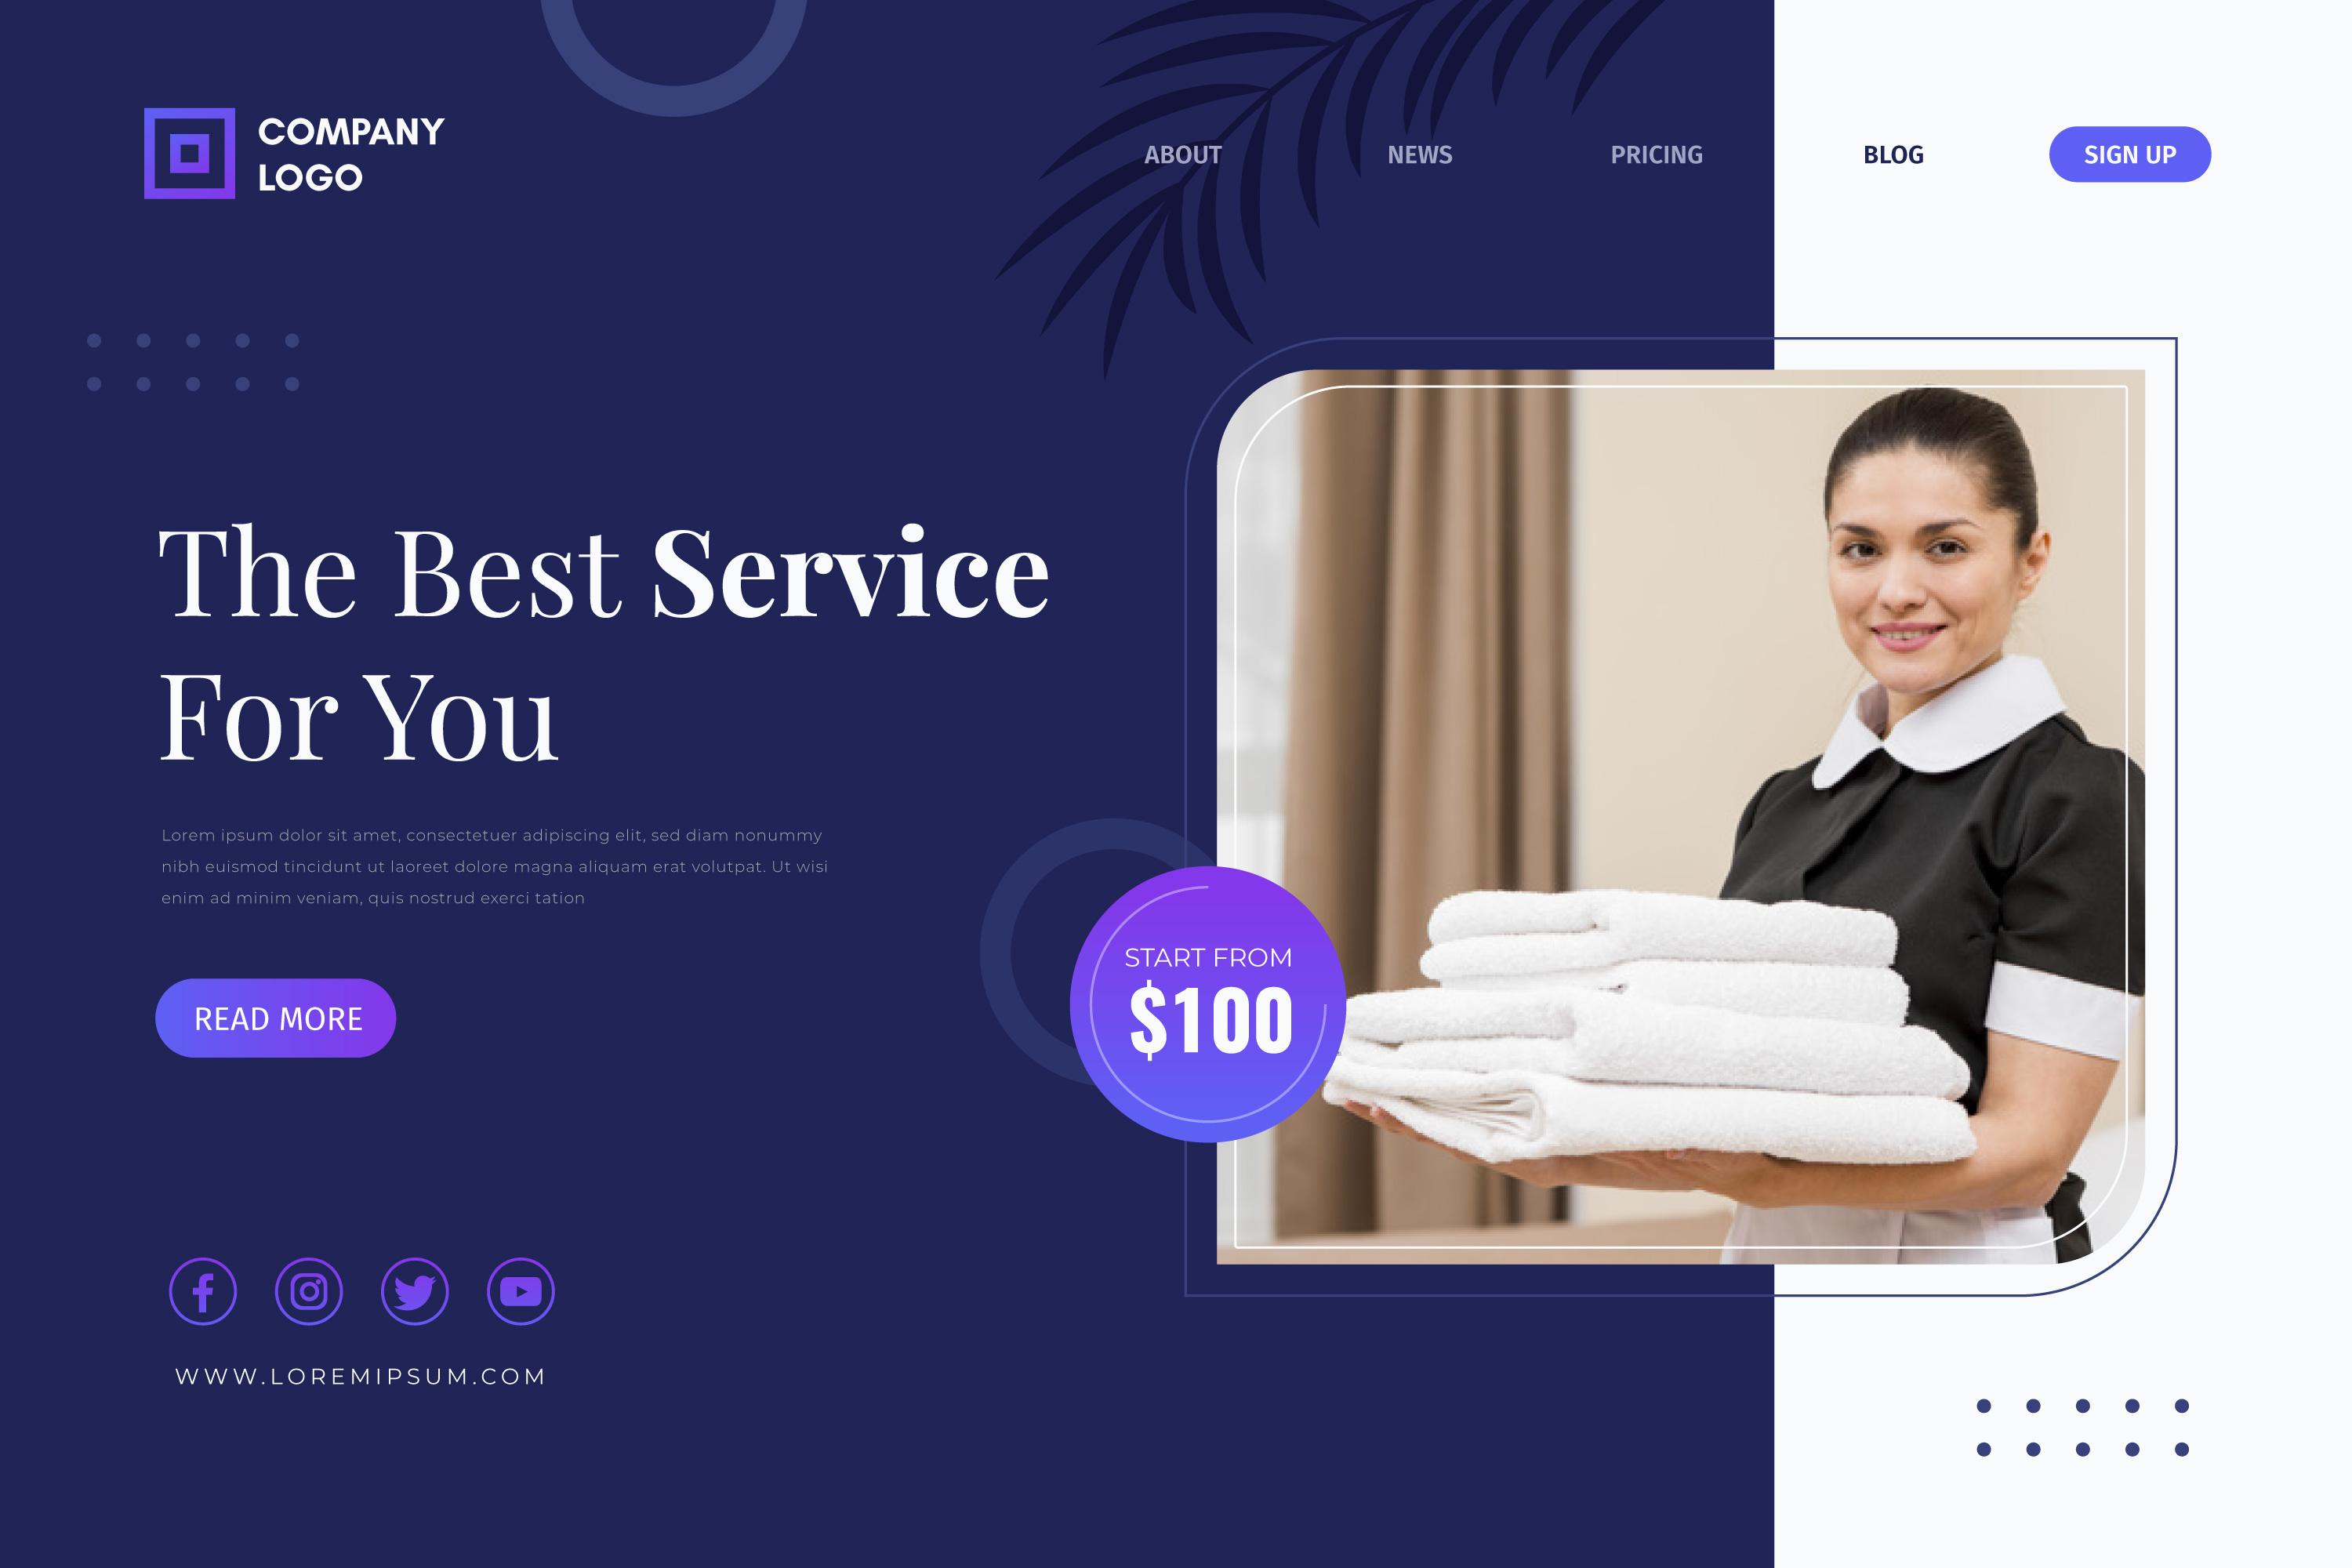 COMPANY
LOGO
ABOUT
NEWS
PRICING
BLOG
SIGN UP
The Best Service
For You
Lorem ipsum dolor sit amet, consectetuer adipiscing elit, sed diam nonummy
nibh euismod tincidunt ut laoreet dolore magna aliquam erat volutpat. Ut wisi
enim ad minim veniam, quis nostrud exerci tation
READ MORE
START FROM
$100
WWW.LOREMIPSUM.COM